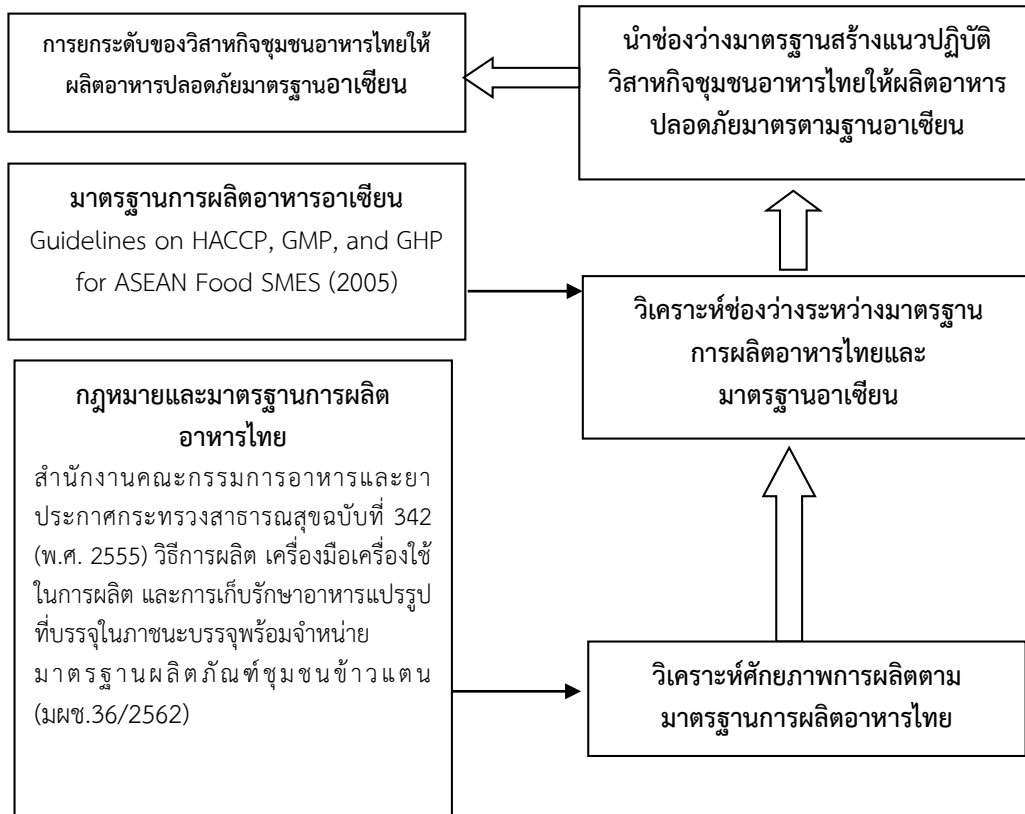 การยกระดับของวิสาหกิจชุมชนอาหารไทยให้
ผลิตอาหารปลอดภัยมาตรฐานอาเซียน
นำช่องว่างมาตรฐานสร้างแนวปฏิบัติ
วิสาหกิจชุมชนอาหารไทยให้ผลิตอาหาร
ปลอดภัยมาตรตามฐานอาเซียน
มาตรฐานการผลิตอาหารอาเซียน
Guidelines on HACCP, GMP, and GHP
for ASEAN Food SMES (2005)
วิเคราะห์ช่องว่างระหว่างมาตรฐาน
การผลิตอาหารไทยและ
มาตรฐานอาเซียน
กฎหมายและมาตรฐานการผลิต
อาหารไทย
สำนักงานคณะกรรมการอาหารและยา
ประกาศกระทรวงสาธารณสุขฉบับที่ 342
(พ.ศ. 2555) วิธีการผลิต เครื่องมือเครื่องใช้
ในการผลิต และการเก็บรักษาอาหารแปรรูป
ที่บรรจุในภาชนะบรรจุพร้อมจำหน่าย
มาตรฐานผลิตภัณฑ์ชุมชนข้าวแตน
(มผช.36/2562)
วิเคราะห์ศักยภาพการผลิตตาม
มาตรฐานการผลิตอาหารไทย